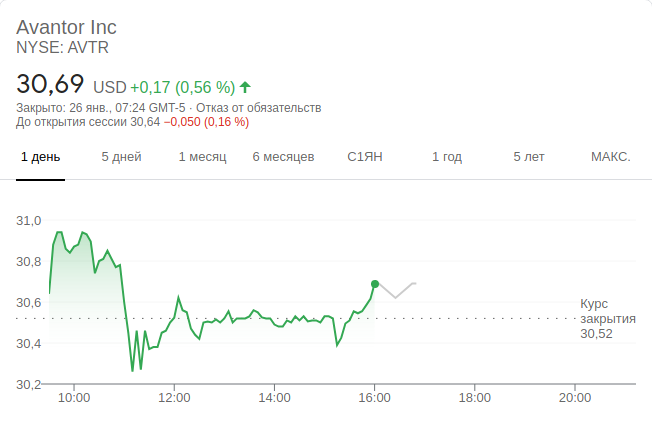 Avantor Inc
NYSE: AVTR
30,69 USD +0,17 (0,56 %)
Закрыто: 26 янв., 07:24 GMT-5 · Отказ от обязательств
До открытия сессии 30,64 −0,050 (0,16 %)
1 день 5 дней 1 месяц 6 месяцев С1ЯН 1 год 5 лет МАКС.
31,0
30,8
30,6
30,4
30,2
Курс
закрытия
30,52
10:00 12:00 14:00 16:00 18:00 20:00